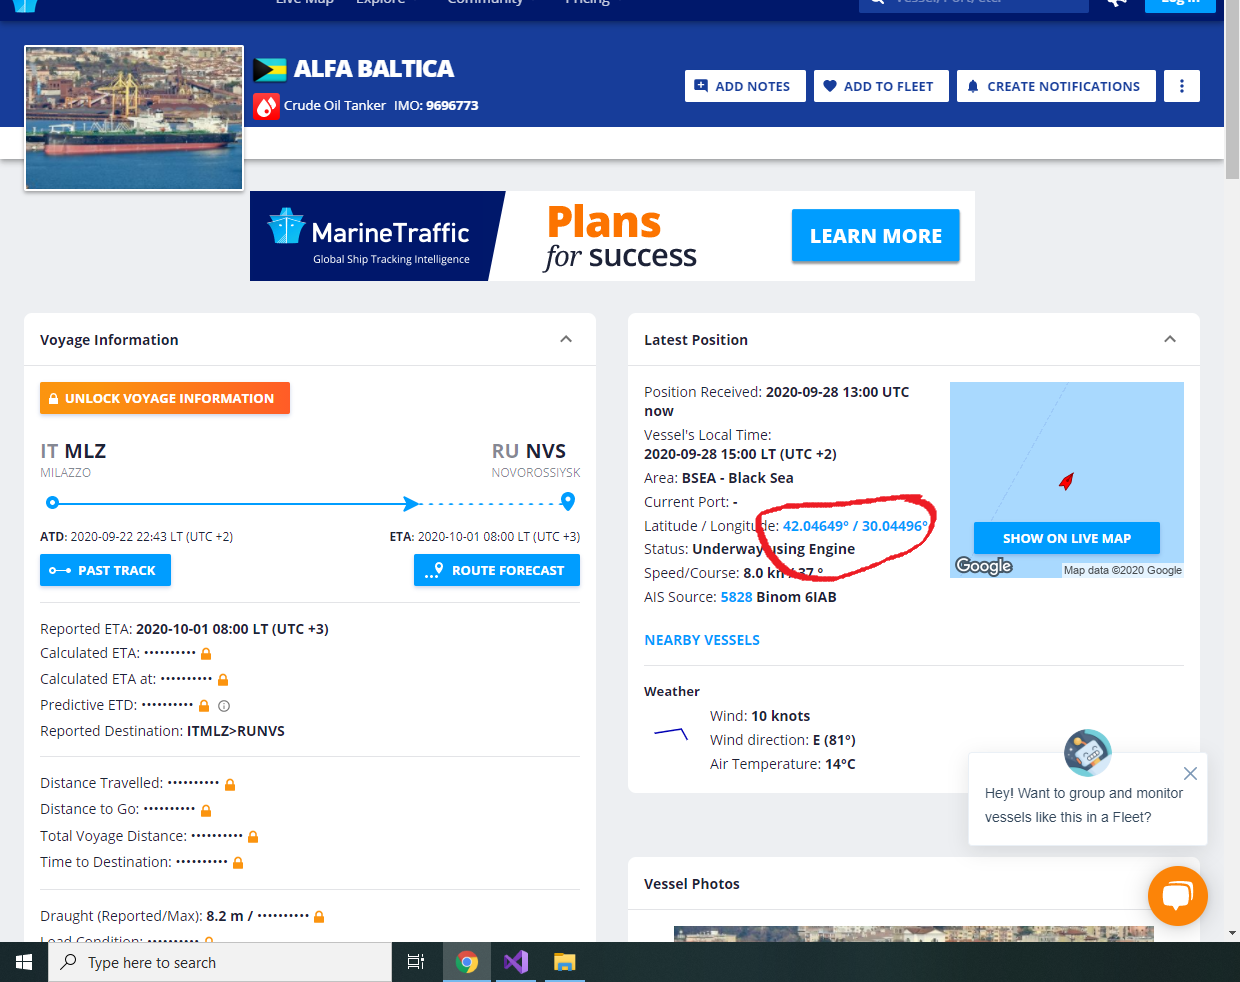 Live Map Explore Community Pricing
Vessel/Port/etc. Log in
ALFA BALTICA
Crude Oil Tanker IMO: 9696773
ADD NOTES
ADD TO FLEET
CREATE NOTIFICATIONS
MarineTraffic
Global Ship Tracking Intelligence
Plans
for success
LEARN MORE
Voyage Information
UNLOCK VOYAGE INFORMATION
IT MLZ
MILAZZO
RU NVS
NOVOROSSIYSK
ATD: 2020-09-22 22:43 LT (UTC +2)
ETA: 2020-10-01 08:00 LT (UTC +3)
PAST TRACK
ROUTE FORECAST
Reported ETA: 2020-10-01 08:00 LT (UTC +3)
Calculated ETA: ••••••••••
Calculated ETA at: ••••••••••
Predictive ETD: ••••••••••
Reported Destination: ITMLZ>RUNVS
Distance Travelled: ••••••••••
Distance to Go: ••••••••••
Total Voyage Distance: ••••••••••
Time to Destination: ••••••••••
Draught (Reported/Max): 8.2 m / ••••••••••
Load Condition: ••••••••••
Latest Position
Position Received: 2020-09-28 13:00 UTC
now
Vessel's Local Time:
2020-09-28 15:00 LT (UTC +2)
Area: BSEA - Black Sea
Current Port: -
Latitude / Longitude: 42.04649° / 30.04496°
Status: Underway using Engine
Speed/Course: 8.0 kn / 37 °
AIS Source: 5828 Binom 6IAB
SHOW ON LIVE MAP
Google
Map data ©2020 Google
NEARBY VESSELS
Weather
Wind: 10 knots
Wind direction: E (81°)
Air Temperature: 14°C
Hey! Want to group and monitor
vessels like this in a Fleet?
Vessel Photos
Type here to search